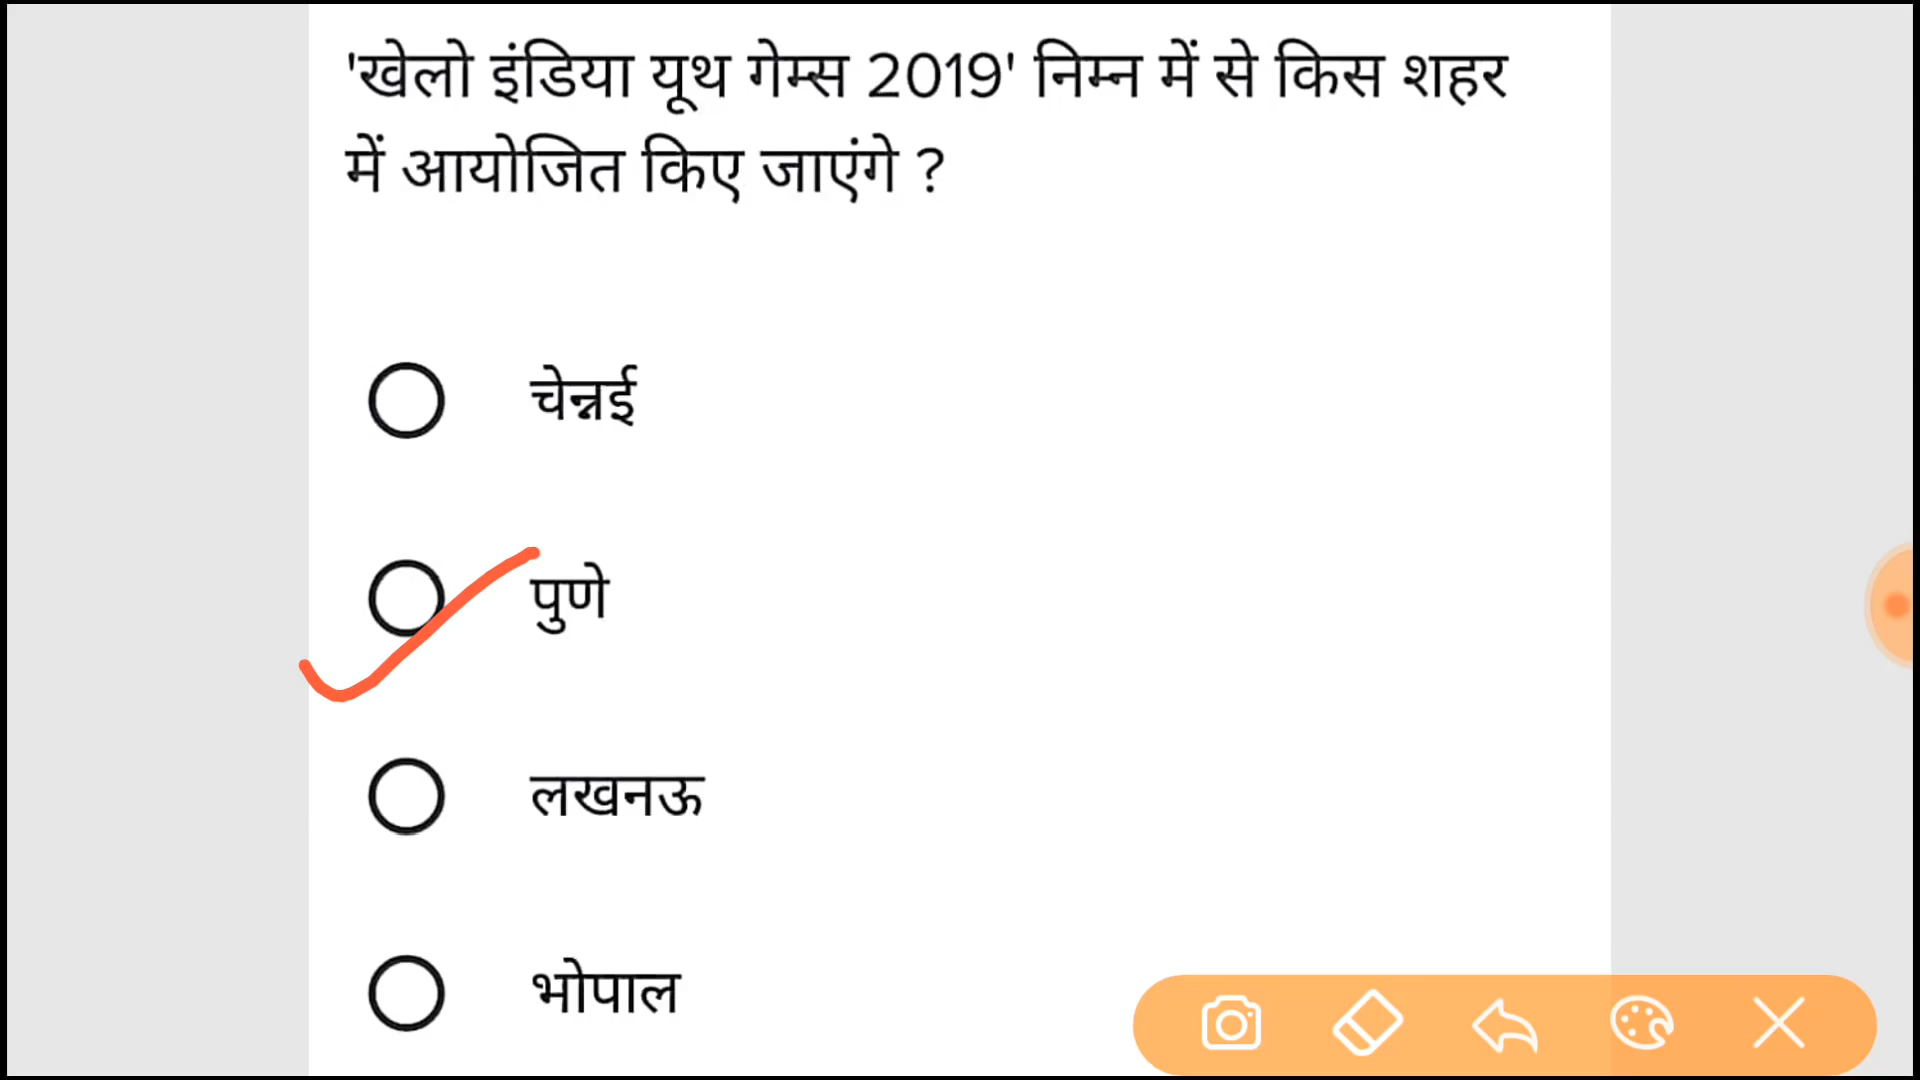 'खेलो इंडिया यूथ गेम्स 2019' निम्न में से किस शहर
में आयोजित किए जाएंगे ?
चेन्नई
पुणे
लखनऊ
भोपाल